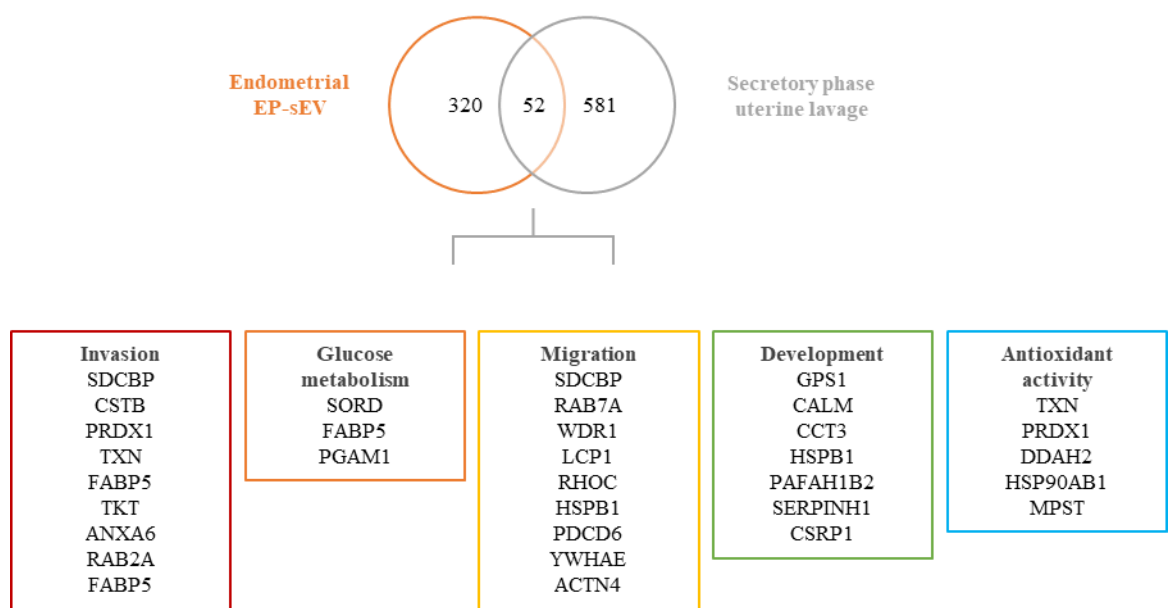 Endometrial
EP-sEV
320
52
581
Secretory phase
uterine lavage
Invasion
SDCBP
CSTB
PRDX1
TXN
FABP5
TKT
ANXA6
RAB2A
FABP5
Glucose
metabolism
SORD
FABP5
PGAM1
Migration
SDCBP
RAB7A
WDR1
LCP1
RHOC
HSPB1
PDCD6
YWHAE
ACTN4
Development
GPS1
CALM
CCT3
HSPB1
PAFAH1B2
SERPINH1
CSRP1
Antioxidant
activity
TXN
PRDX1
DDAH2
HSP90AB1
MPST